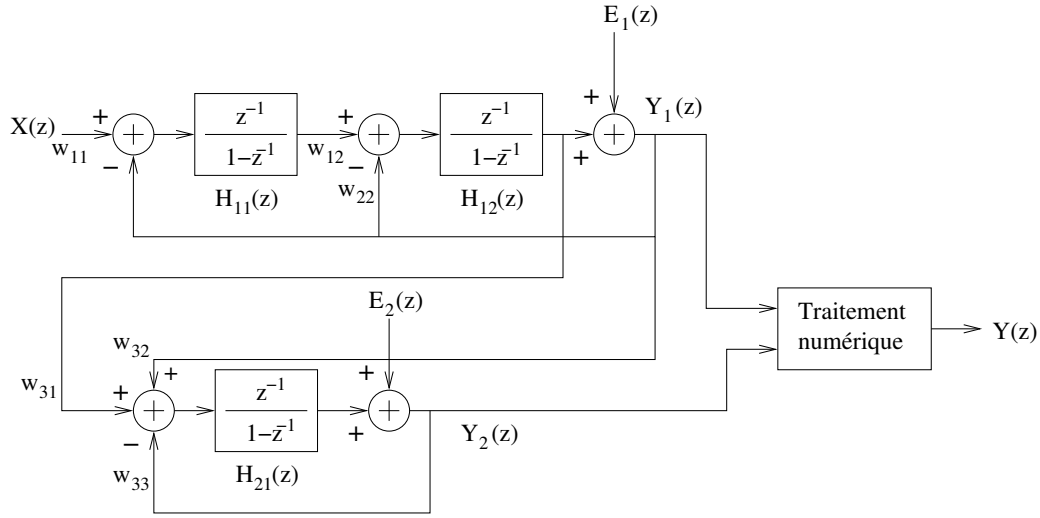 E₁(z)
X(z)
+
w₁₁
+
−
z⁻¹
1−z⁻¹
H₁₁(z)
+
w₁₂
+
−
w₂₂
z⁻¹
1−z⁻¹
H₁₂(z)
+
+
+
Y₁(z)
E₂(z)
w₃₂
+
w₃₁
+
+
−
w₃₃
z⁻¹
1−z⁻¹
H₂₁(z)
+
+
+
Y₂(z)
Traitement
numérique
Y(z)